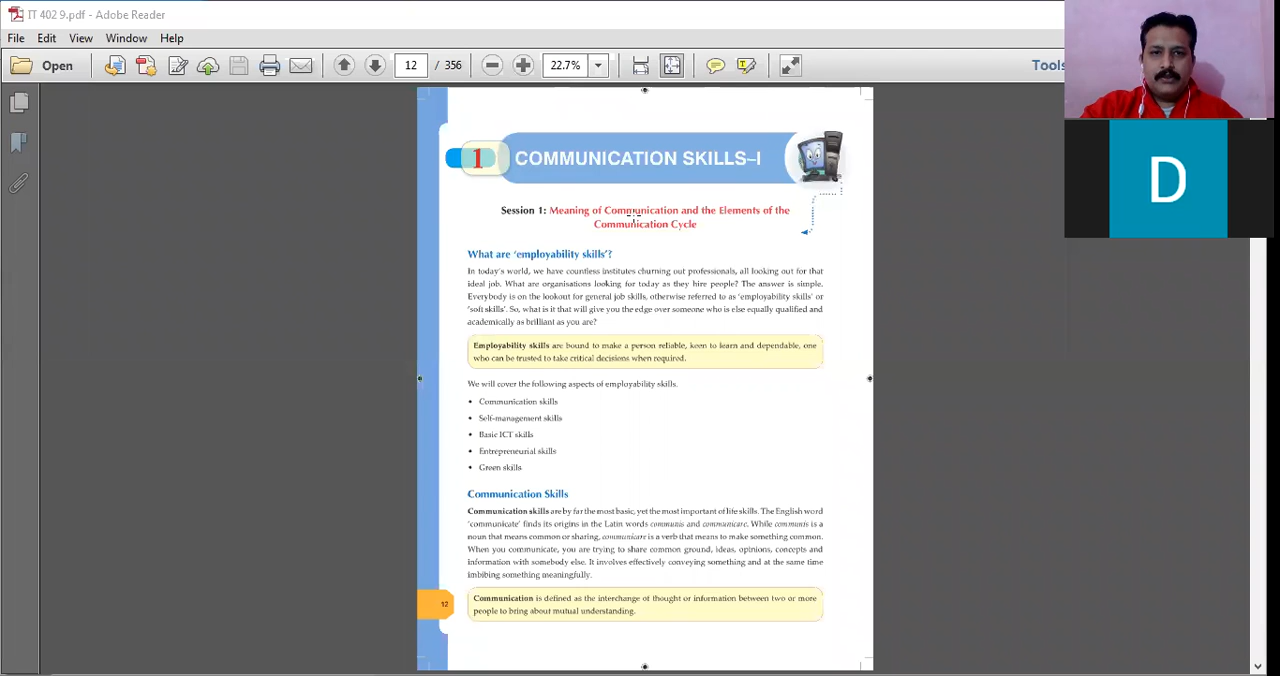 IT 402 9.pdf - Adobe Reader
File Edit View Window Help
Open 12 / 356 22.7% Tools
1 COMMUNICATION SKILLS–I
Session 1: Meaning of Communication and the Elements of the
Communication Cycle
What are ‘employability skills’?
In today's world, we have countless institutes churning out professionals, all looking out for that
ideal job. What are organisations looking for today as they hire people? The answer is simple.
Everybody is on the lookout for general job skills, otherwise referred to as ‘employability skills’ or
‘soft skills’. So, what is it that will give you the edge over someone who is else equally qualified and
academically as brilliant as you are?
Employability skills are bound to make a person reliable, keen to learn and dependable, one
who can be trusted to take critical decisions when required.
We will cover the following aspects of employability skills.
• Communication skills
• Self-management skills
• Basic ICT skills
• Entrepreneurial skills
• Green skills
Communication Skills
Communication skills are by far the most basic, yet the most important of life skills. The English word
‘communicate’ finds its origins in the Latin words communis and communicare. While communis is a
noun that means common or sharing, communicare is a verb that means to make something common.
When you communicate, you are trying to share common ground, ideas, opinions, concepts and
information with somebody else. It involves effectively conveying something and at the same time
imbibing something meaningfully.
Communication is defined as the interchange of thought or information between two or more
people to bring about mutual understanding.
12
D